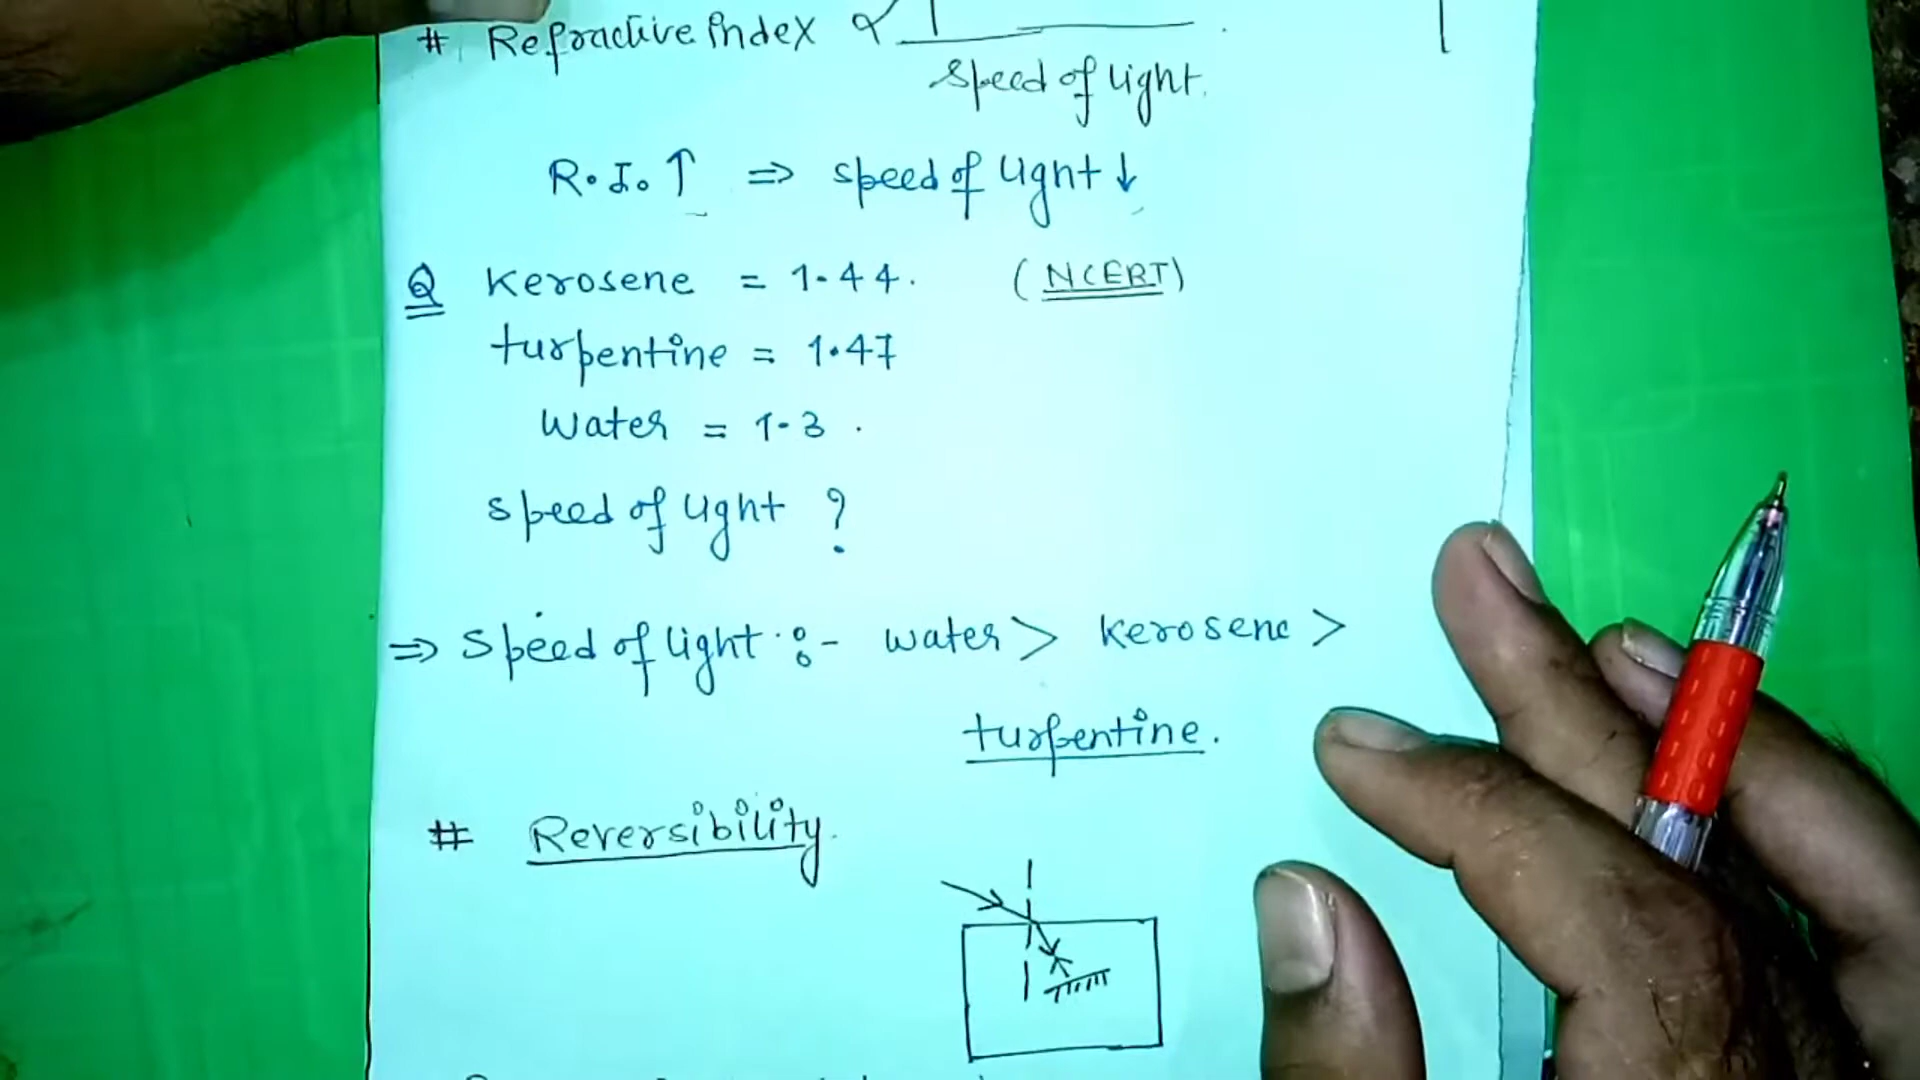 # Refractive index ∝ 1
speed of light.
R.I. ↑ ⇒ speed of light ↓
Q kerosene = 1.44. (NCERT)
turpentine = 1.47
water = 1.3.
speed of light ?
⇒ speed of light :- water > kerosene >
turpentine.
# Reversibility.